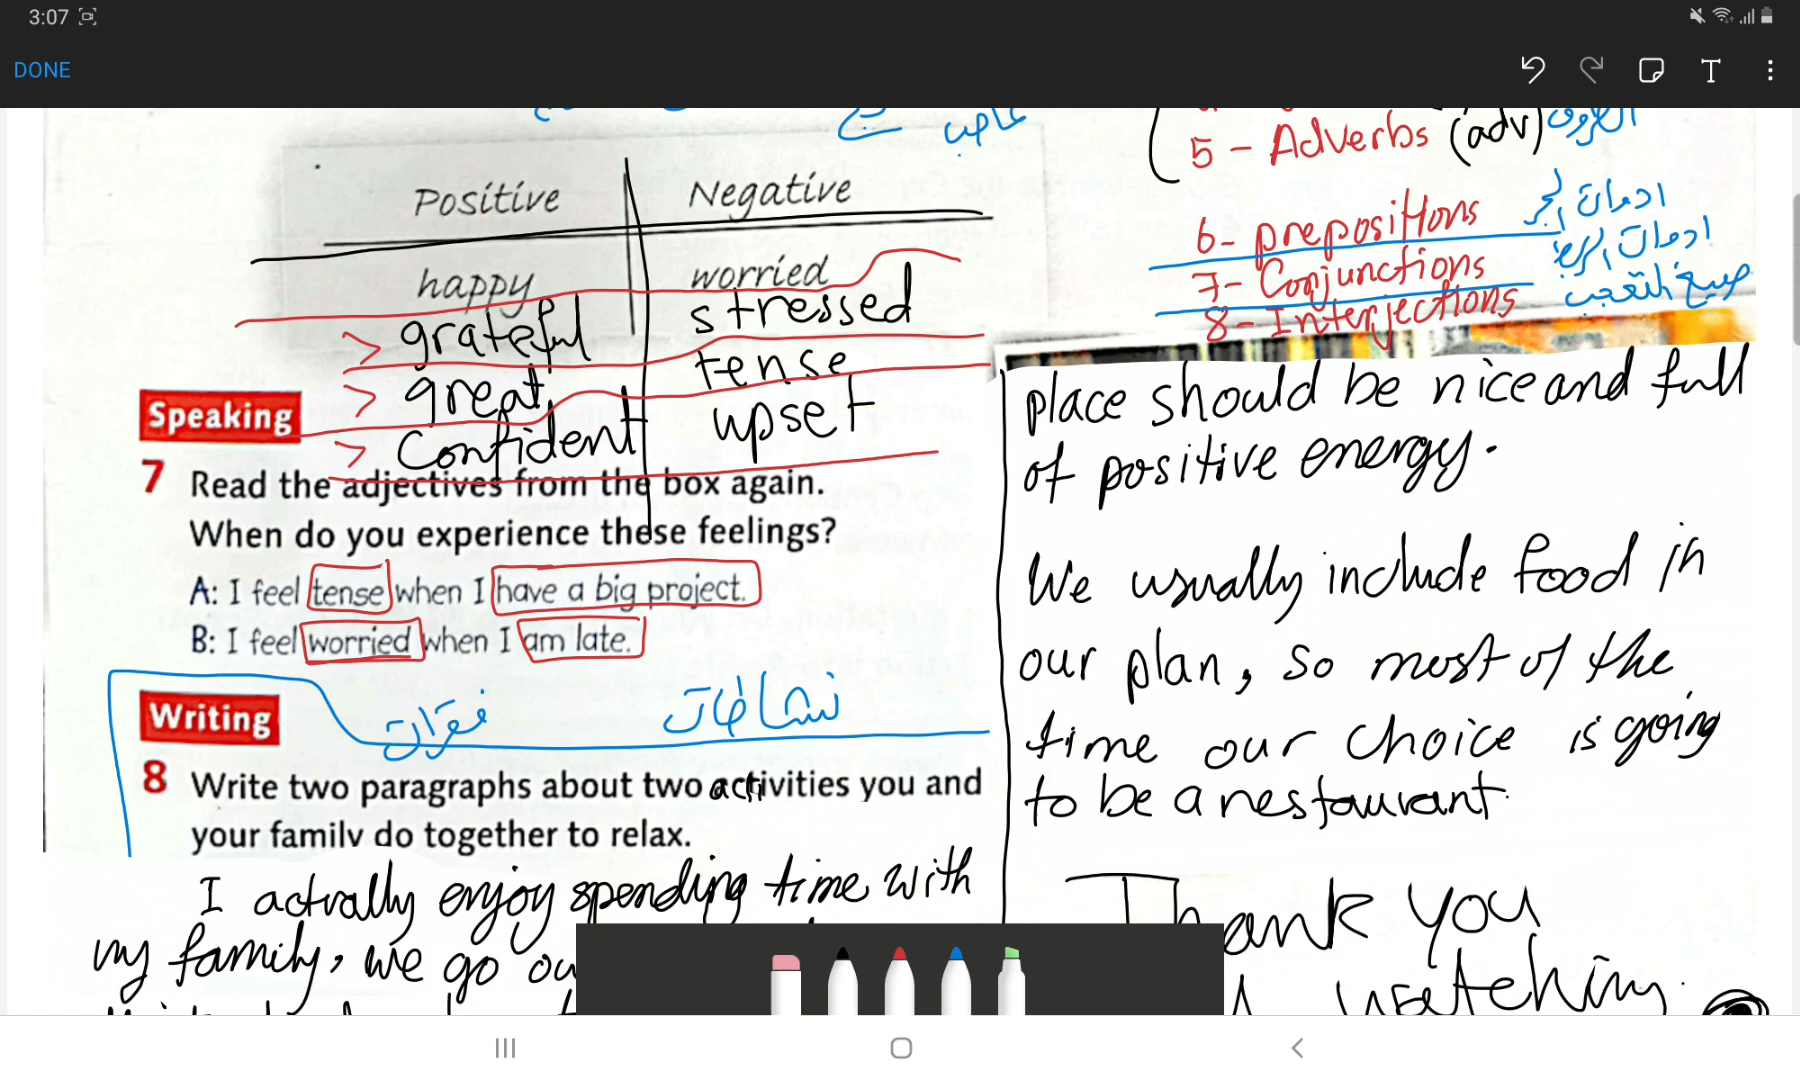 3:07
DONE
T
5 - Adverbs (adv) الظروف
6- prepositions ادوات الجر
7- Conjunctions ادوات الربط
8- Interjections صيغ التعجب
Positive Negative
happy worried
> grateful stressed
> great tense
> confident upset
Speaking
7 Read the adjectives from the box again.
When do you experience these feelings?
A: I feel tense when I have a big project.
B: I feel worried when I am late.
Writing
فقرات نشاطات
8 Write two paragraphs about two activities you and
your family do together to relax.
I actually enjoy spending time with
my family, we go ou
place should be nice and full
of positive energy.
We usually include food in
our plan, so most of the
time our choice is going
to be a restaurant.
Thank you
watching